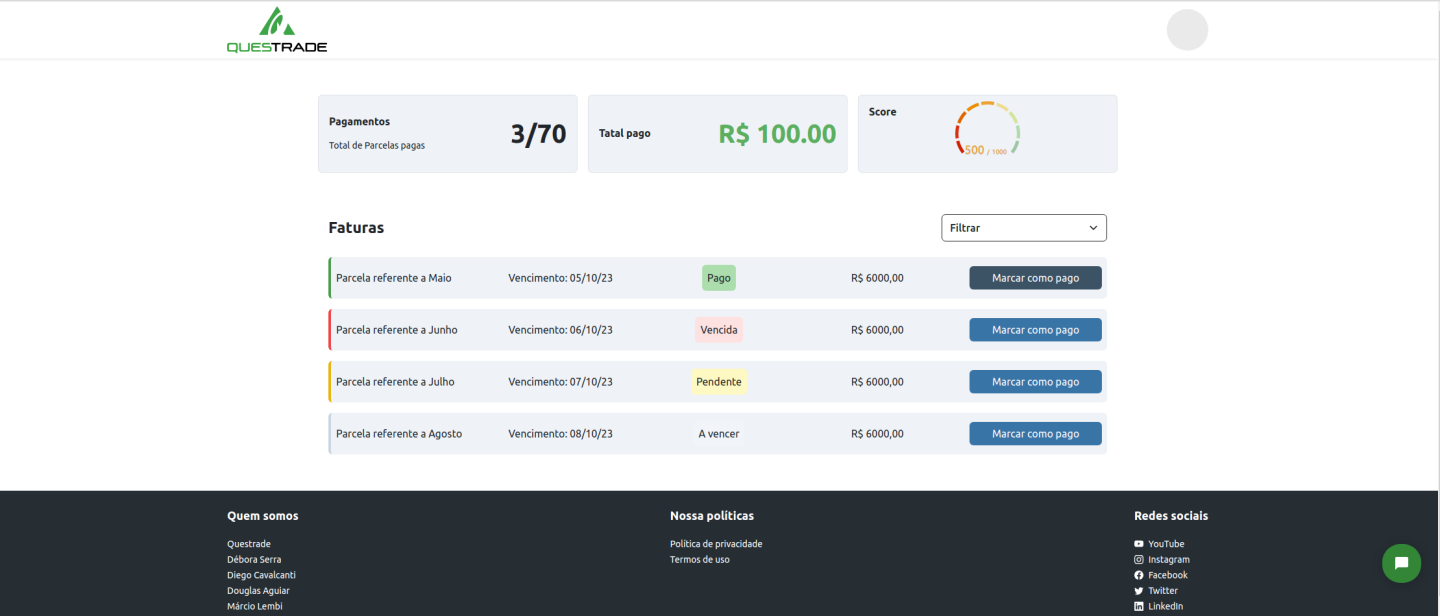 QUESTRADE
Pagamentos
Total de Parcelas pagas
3/70
Tatal pago
R$ 100.00
Score
500 / 1000
Faturas
Filtrar
Parcela referente a Maio Vencimento: 05/10/23 Pago R$ 6000,00 Marcar como pago
Parcela referente a Junho Vencimento: 06/10/23 Vencida R$ 6000,00 Marcar como pago
Parcela referente a Julho Vencimento: 07/10/23 Pendente R$ 6000,00 Marcar como pago
Parcela referente a Agosto Vencimento: 08/10/23 A vencer R$ 6000,00 Marcar como pago
Quem somos
Questrade
Débora Serra
Diego Cavalcanti
Douglas Aguiar
Márcio Lembi
Nossa políticas
Política de privacidade
Termos de uso
Redes sociais
YouTube
Instagram
Facebook
Twitter
LinkedIn